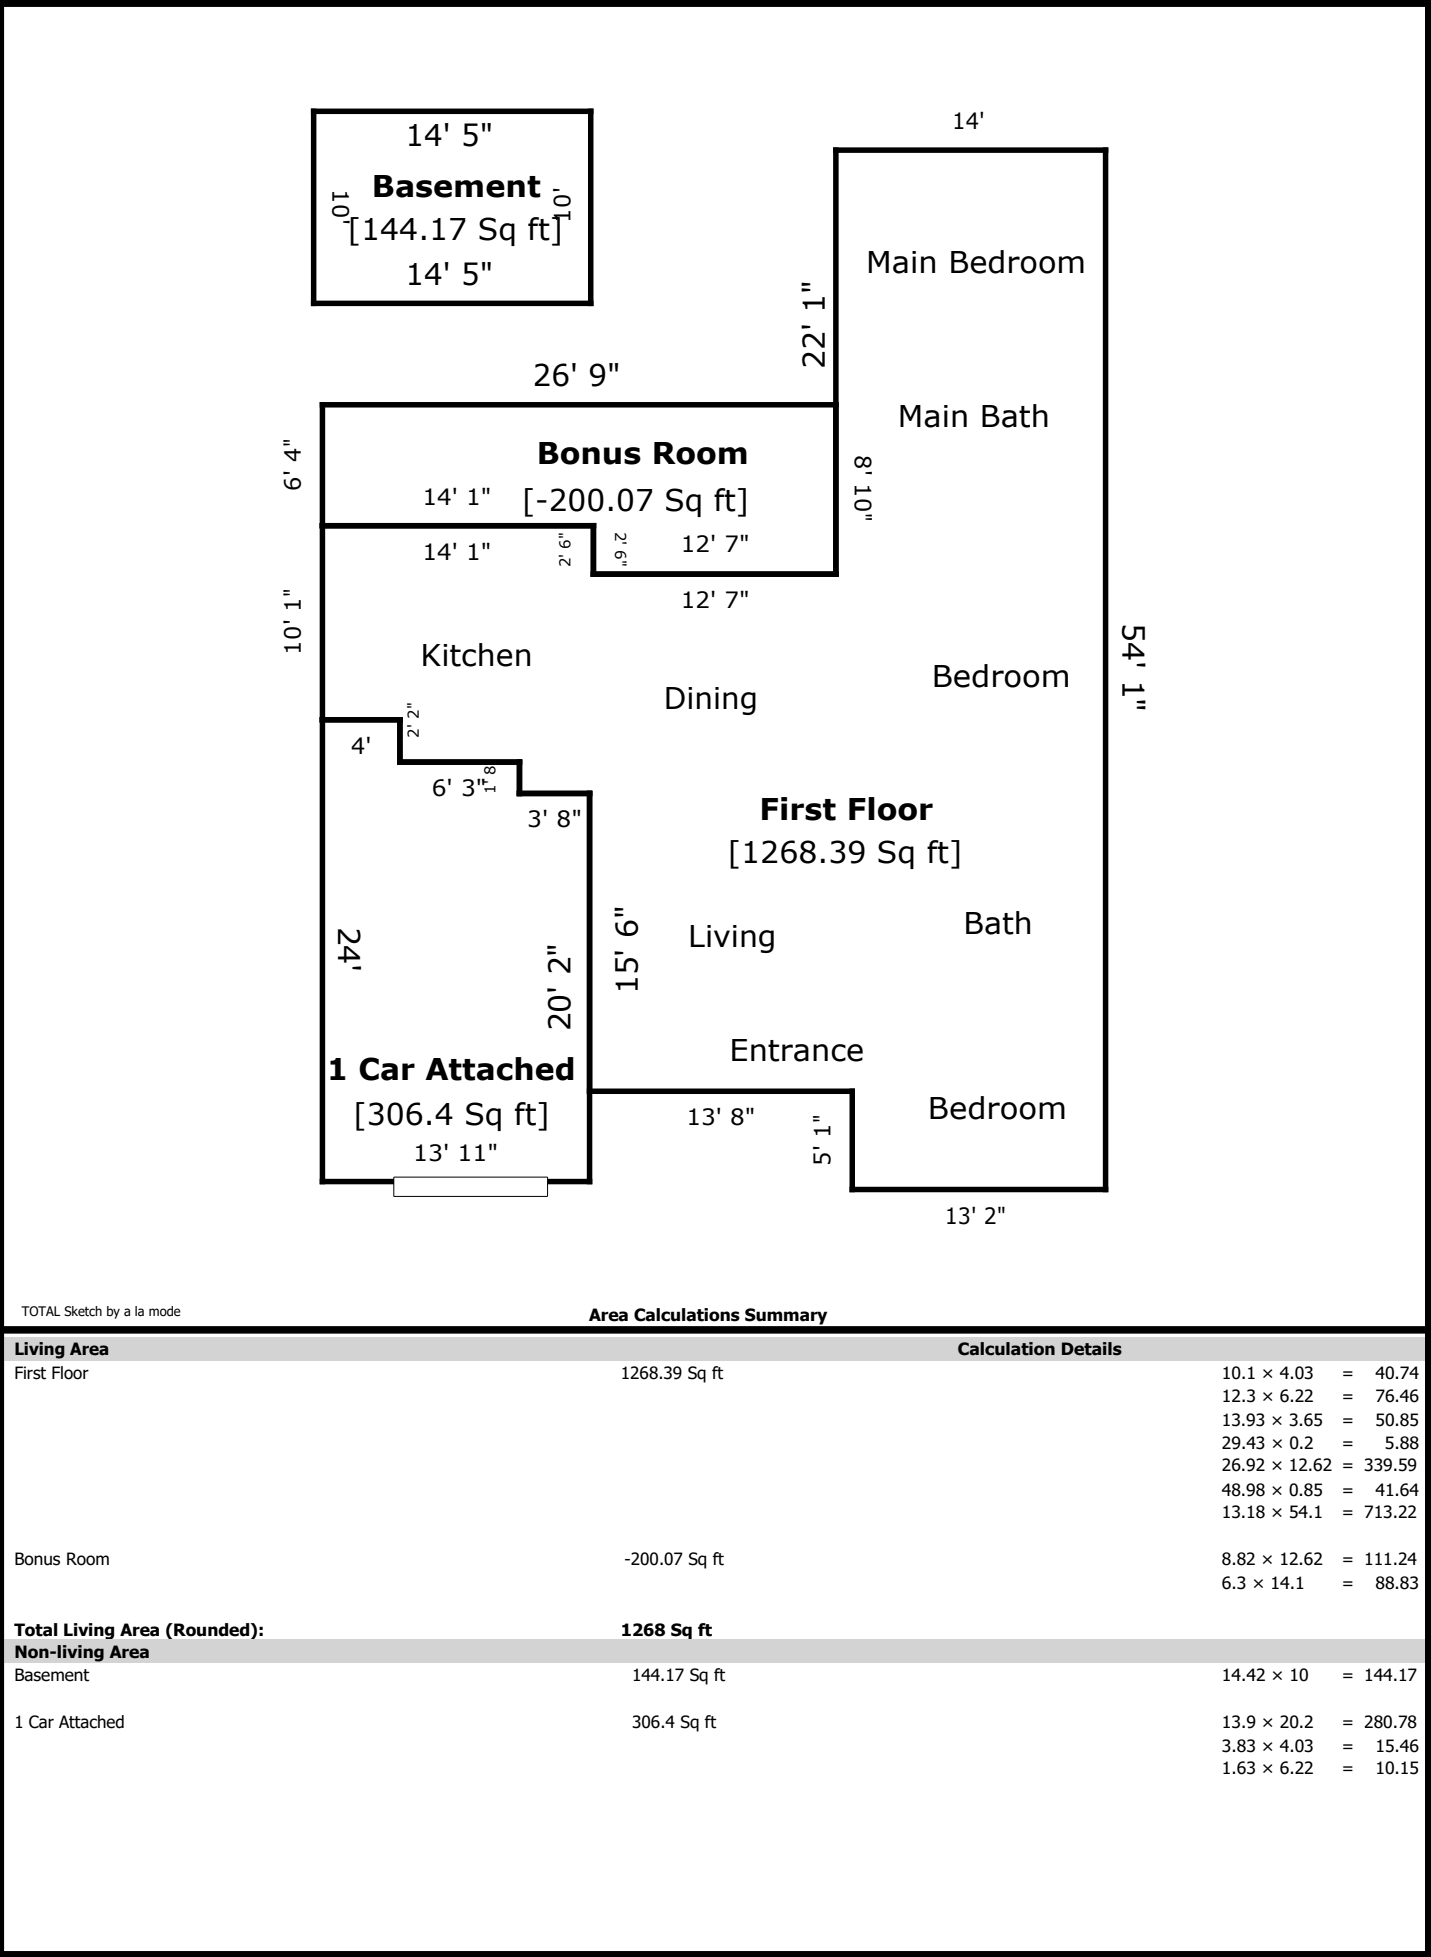 14' 5"
Basement
10'
10'
[144.17 Sq ft]
14' 5"
14'
Main Bedroom
22' 1"
26' 9"
Main Bath
6' 4"
Bonus Room
8' 10"
14' 1"
[-200.07 Sq ft]
14' 1"
2' 6"
2' 6"
12' 7"
12' 7"
10' 1"
Kitchen
54' 1"
Bedroom
Dining
2' 2"
4'
6' 3"
1' 8
3' 8"
First Floor
[1268.39 Sq ft]
24'
20' 2"
15' 6"
Living
Bath
Entrance
1 Car Attached
[306.4 Sq ft]
13' 11"
13' 8"
5' 1"
Bedroom
13' 2"
TOTAL Sketch by a la mode
Area Calculations Summary
Living Area Calculation Details
First Floor 1268.39 Sq ft 10.1 × 4.03 = 40.74
12.3 × 6.22 = 76.46
13.93 × 3.65 = 50.85
29.43 × 0.2 = 5.88
26.92 × 12.62 = 339.59
48.98 × 0.85 = 41.64
13.18 × 54.1 = 713.22
Bonus Room -200.07 Sq ft 8.82 × 12.62 = 111.24
6.3 × 14.1 = 88.83
Total Living Area (Rounded): 1268 Sq ft
Non-living Area
Basement 144.17 Sq ft 14.42 × 10 = 144.17
1 Car Attached 306.4 Sq ft 13.9 × 20.2 = 280.78
3.83 × 4.03 = 15.46
1.63 × 6.22 = 10.15